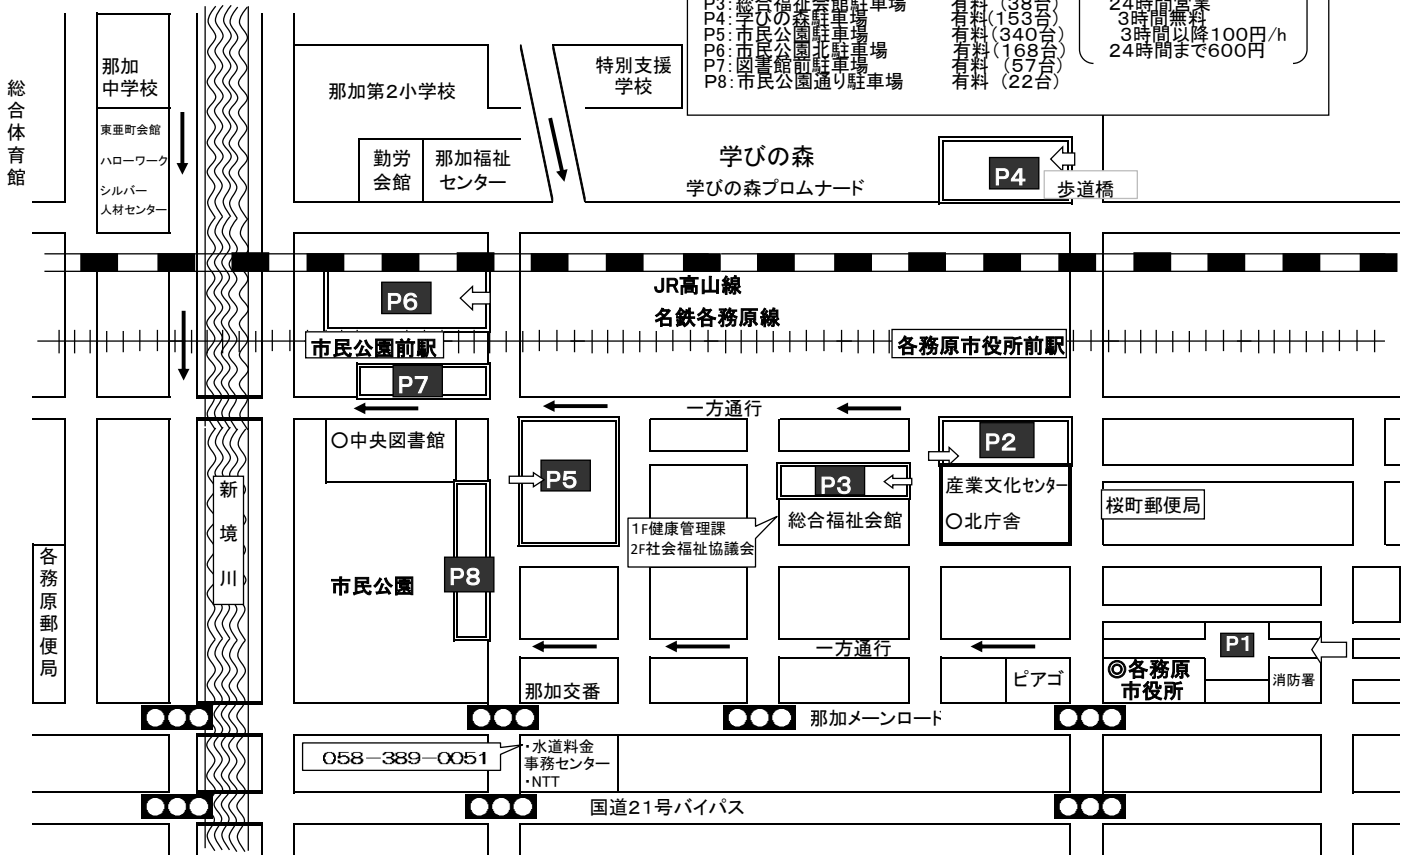 P3:総合福祉会館駐車場 有料(38台) 24時間営業
P4:学びの森駐車場 有料(153台) 3時間無料
P5:市民公園駐車場 有料(340台) 3時間以降100円/h
P6:市民公園北駐車場 有料(168台) 24時間まで600円
P7:図書館前駐車場 有料(57台)
P8:市民公園通り駐車場 有料(22台)
総合体育館
那加
中学校
東亜町会館
ハローワーク
シルバー
人材センター
那加第2小学校
特別支援
学校
勤労
会館
那加福祉
センター
学びの森
学びの森プロムナード
P4
歩道橋
JR高山線
名鉄各務原線
P6
市民公園前駅
各務原市役所前駅
P7
一方通行
○中央図書館
P5
P3
P2
産業文化センター
○北庁舎
総合福祉会館
1F健康管理課
2F社会福祉協議会
桜町郵便局
新境川
各務原郵便局
市民公園
P8
一方通行
P1
◎各務原
市役所
消防署
那加交番
ピアゴ
那加メーンロード
058-389-0051
・水道料金
事務センター
・NTT
国道21号バイパス